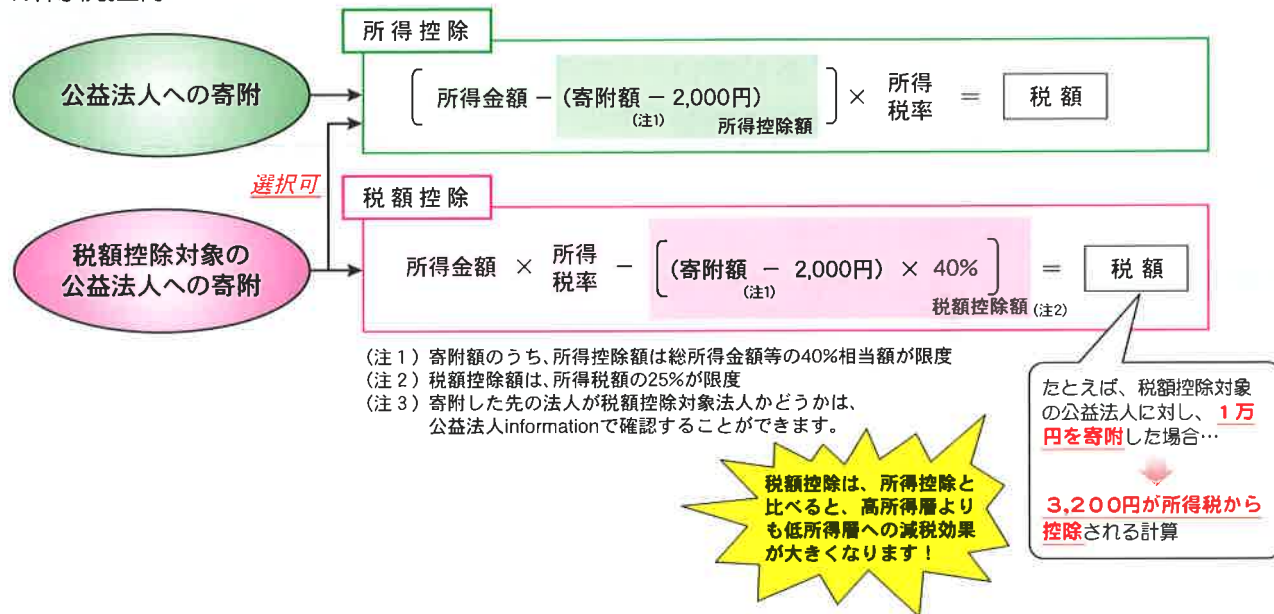 所得控除
公益法人への寄附
〔所得金額－(寄附額－2,000円)〕× 所得税率 ＝ 税額
(注1) 所得控除額
選択可
税額控除
税額控除対象の
公益法人への寄附
所得金額 × 所得税率 － 〔(寄附額 － 2,000円) × 40%〕 ＝ 税額
(注1) 税額控除額 (注2)
(注1) 寄附額のうち、所得控除額は総所得金額等の40%相当額が限度
(注2) 税額控除額は、所得税額の25%が限度
(注3) 寄附した先の法人が税額控除対象法人かどうかは、
公益法人informationで確認することができます。
税額控除は、所得控除と
比べると、高所得層より
も低所得層への減税効果
が大きくなります！
たとえば、税額控除対象
の公益法人に対し、1万
円を寄附した場合…
3,200円が所得税から
控除される計算